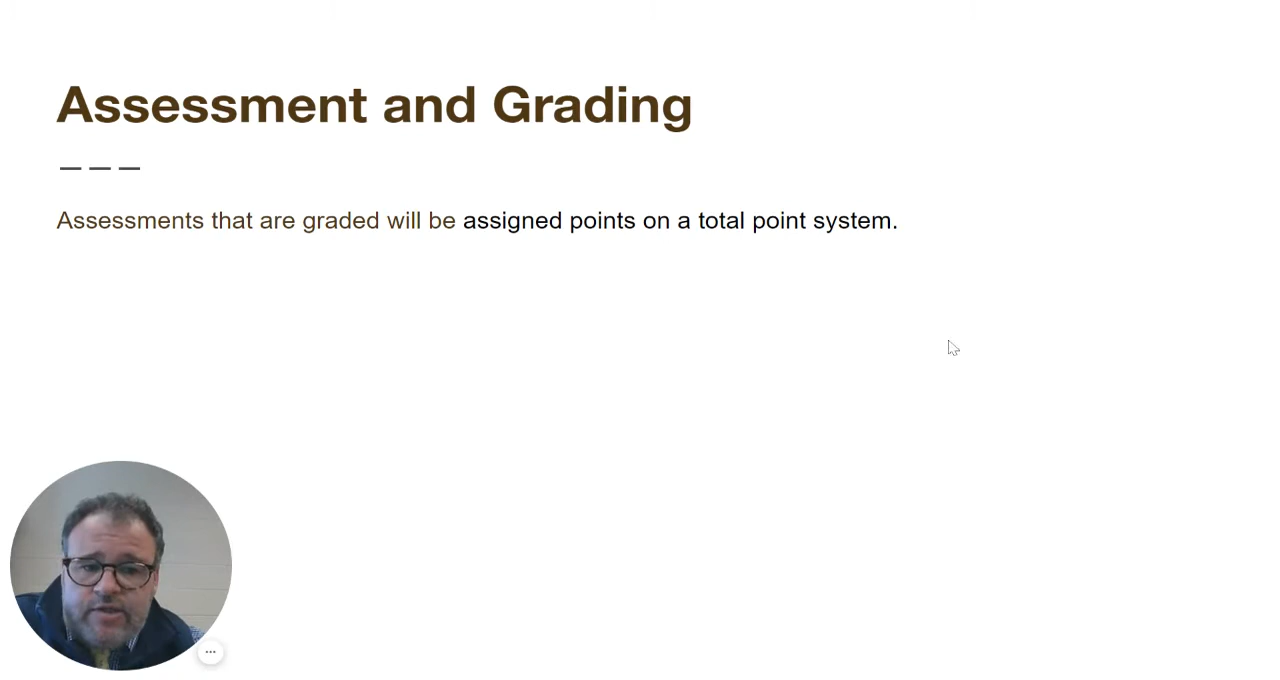 Assessment and Grading
Assessments that are graded will be assigned points on a total point system.